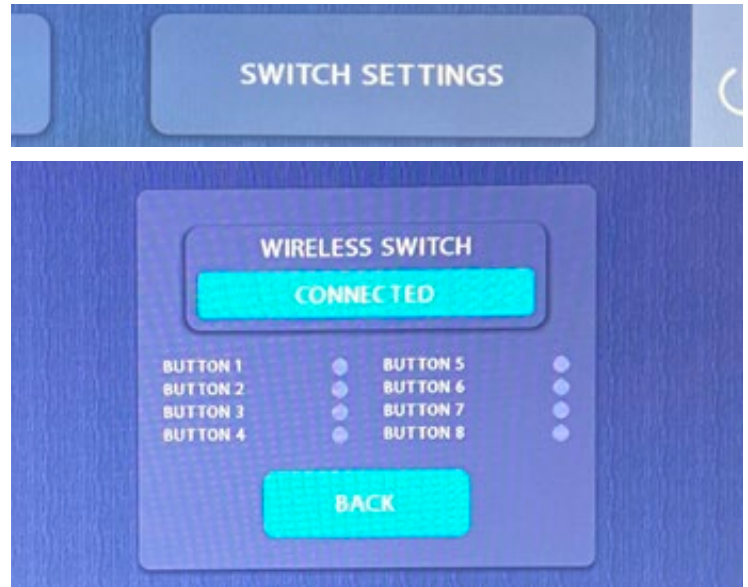 SWITCH SETTINGS
WIRELESS SWITCH
CONNECTED
BUTTON 1
BUTTON 2
BUTTON 3
BUTTON 4
BUTTON 5
BUTTON 6
BUTTON 7
BUTTON 8
BACK